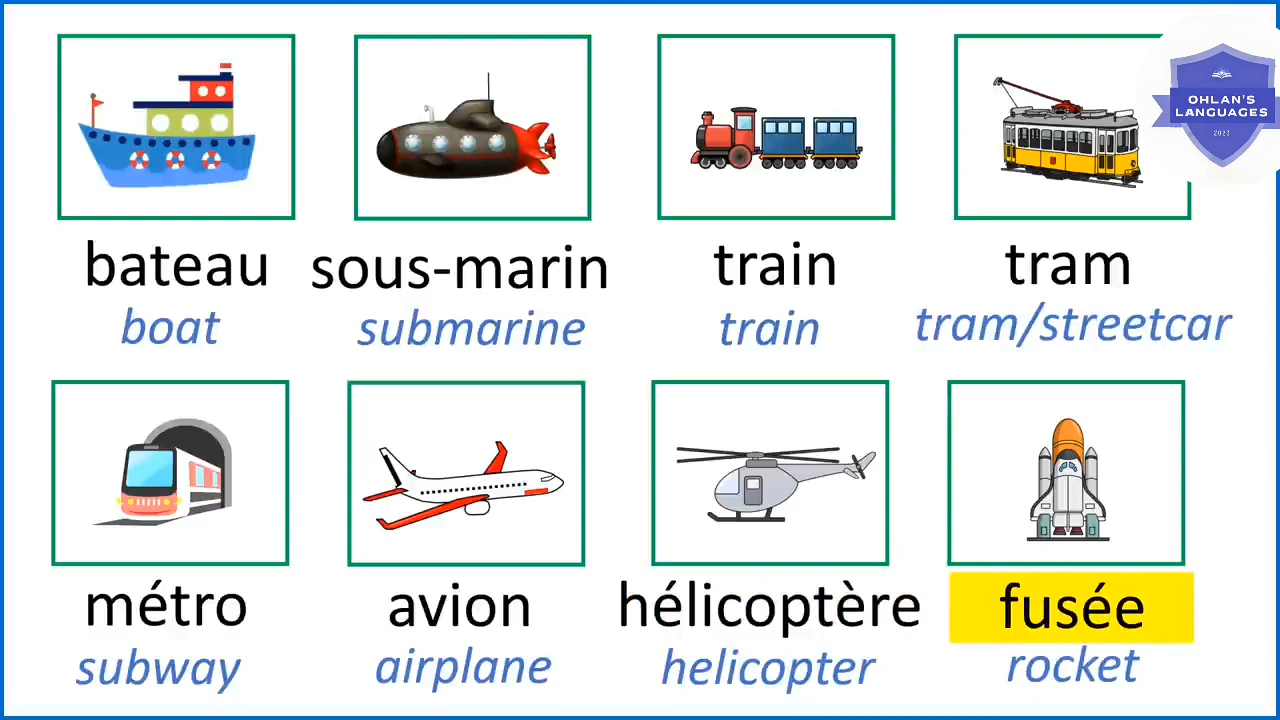 OHLAN'S
LANGUAGES
2023
bateau
sous-marin
train
tram
boat
submarine
train
tram/streetcar
métro
avion
hélicoptère
fusée
subway
airplane
helicopter
rocket